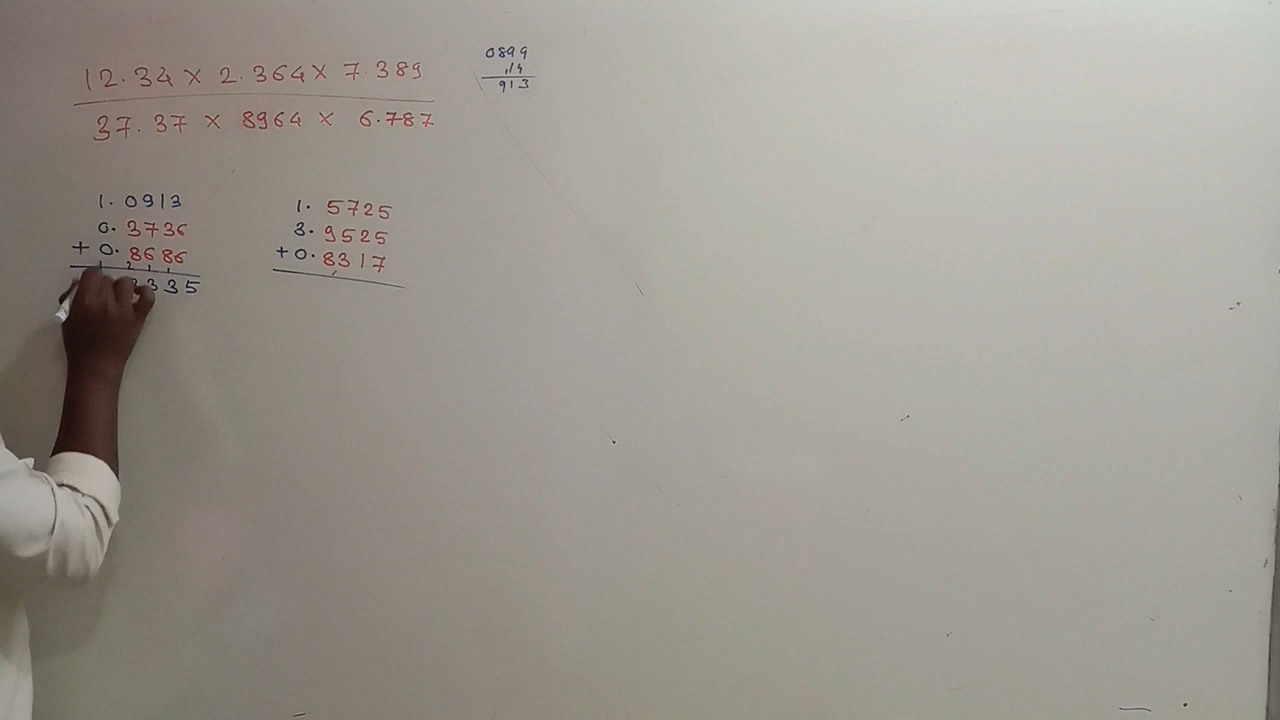 12.34 × 2.364 × 7.389
37.37 × 8964 × 6.787
0899
14
913
1. 0913
0. 3736
+ 0. 8686
3335
1. 5725
3. 9525
+ 0. 8317